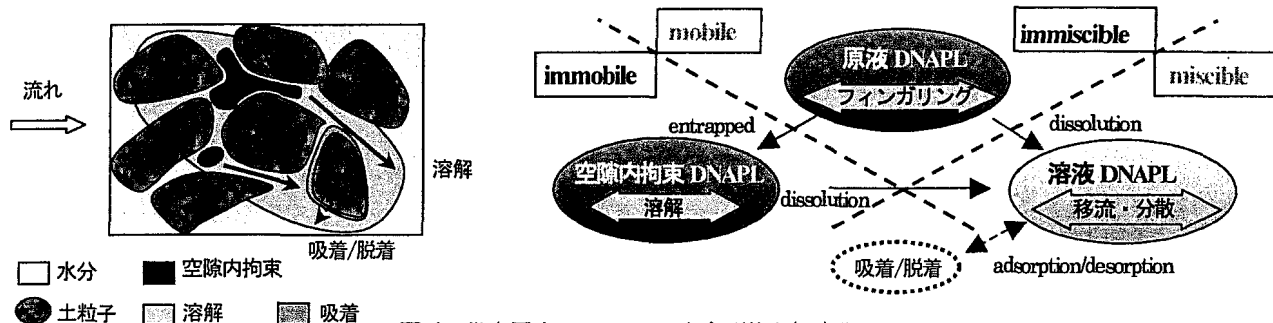 流れ
溶解
吸着/脱着
水分
空隙内拘束
土粒子
溶解
吸着
mobile
immobile
immiscible
miscible
原液 DNAPL
フィンガリング
entrapped
dissolution
空隙内拘束 DNAPL
溶解
dissolution
溶液 DNAPL
移流・分散
吸着/脱着
adsorption/desorption